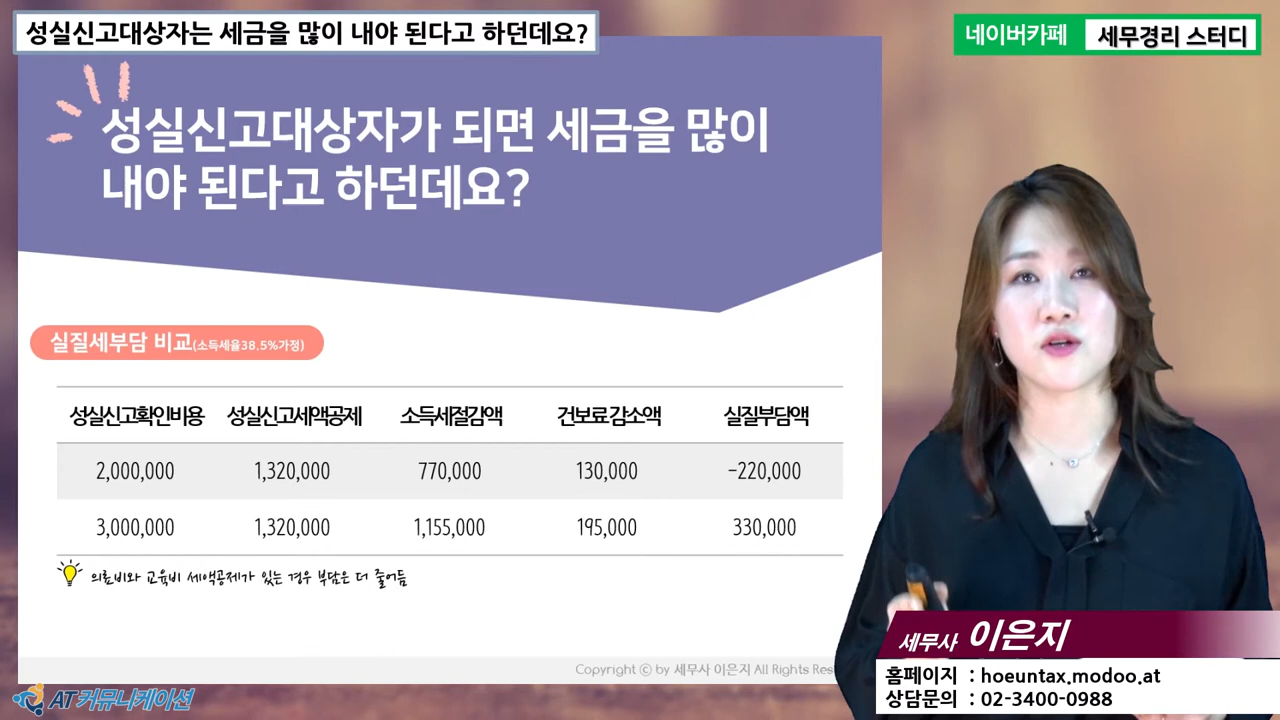 성실신고대상자는 세금을 많이 내야 된다고 하던데요?
네이버카페 세무경리 스터디
성실신고대상자가 되면 세금을 많이
내야 된다고 하던데요?
실질세부담 비교(소득세율38.5%가정)
성실신고확인비용 성실신고세액공제 소득세절감액 건보료감소액 실질부담액
2,000,000 1,320,000 770,000 130,000 -220,000
3,000,000 1,320,000 1,155,000 195,000 330,000
의료비와 교육비 세액공제가 있는 경우 부담은 더 줄어듬
Copyright ⓒ by 세무사 이은지 All Rights Res
AT커뮤니케이션
세무사 이은지
홈페이지 : hoeuntax.modoo.at
상담문의 : 02-3400-0988